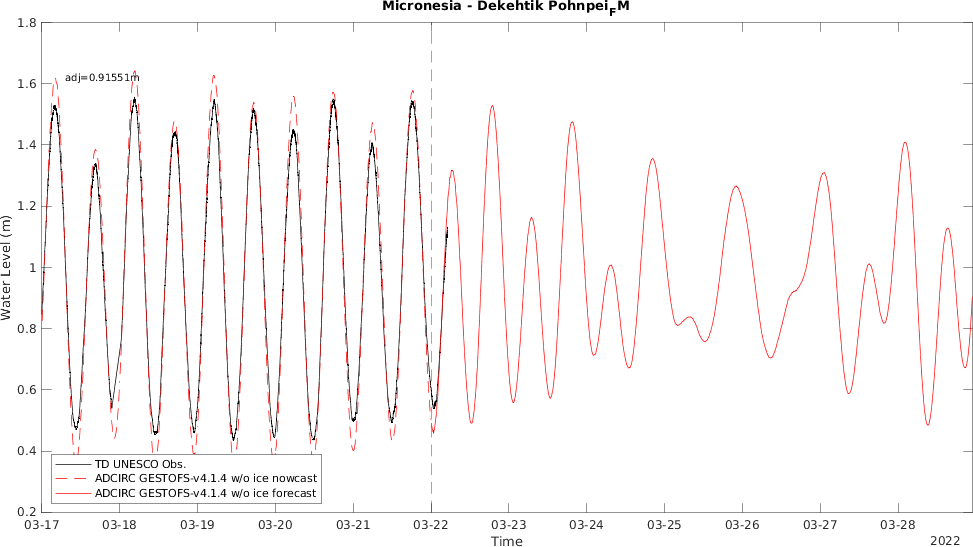 Micronesia - Dekehtik PohnpeiFM
adj=0.91551m
1.8
1.6
1.4
1.2
1
0.8
0.6
0.4
0.2
Water Level (m)
TD UNESCO Obs.
ADCIRC GESTOFS-v4.1.4 w/o ice nowcast
ADCIRC GESTOFS-v4.1.4 w/o ice forecast
03-17 03-18 03-19 03-20 03-21 03-22 03-23 03-24 03-25 03-26 03-27 03-28
Time
2022